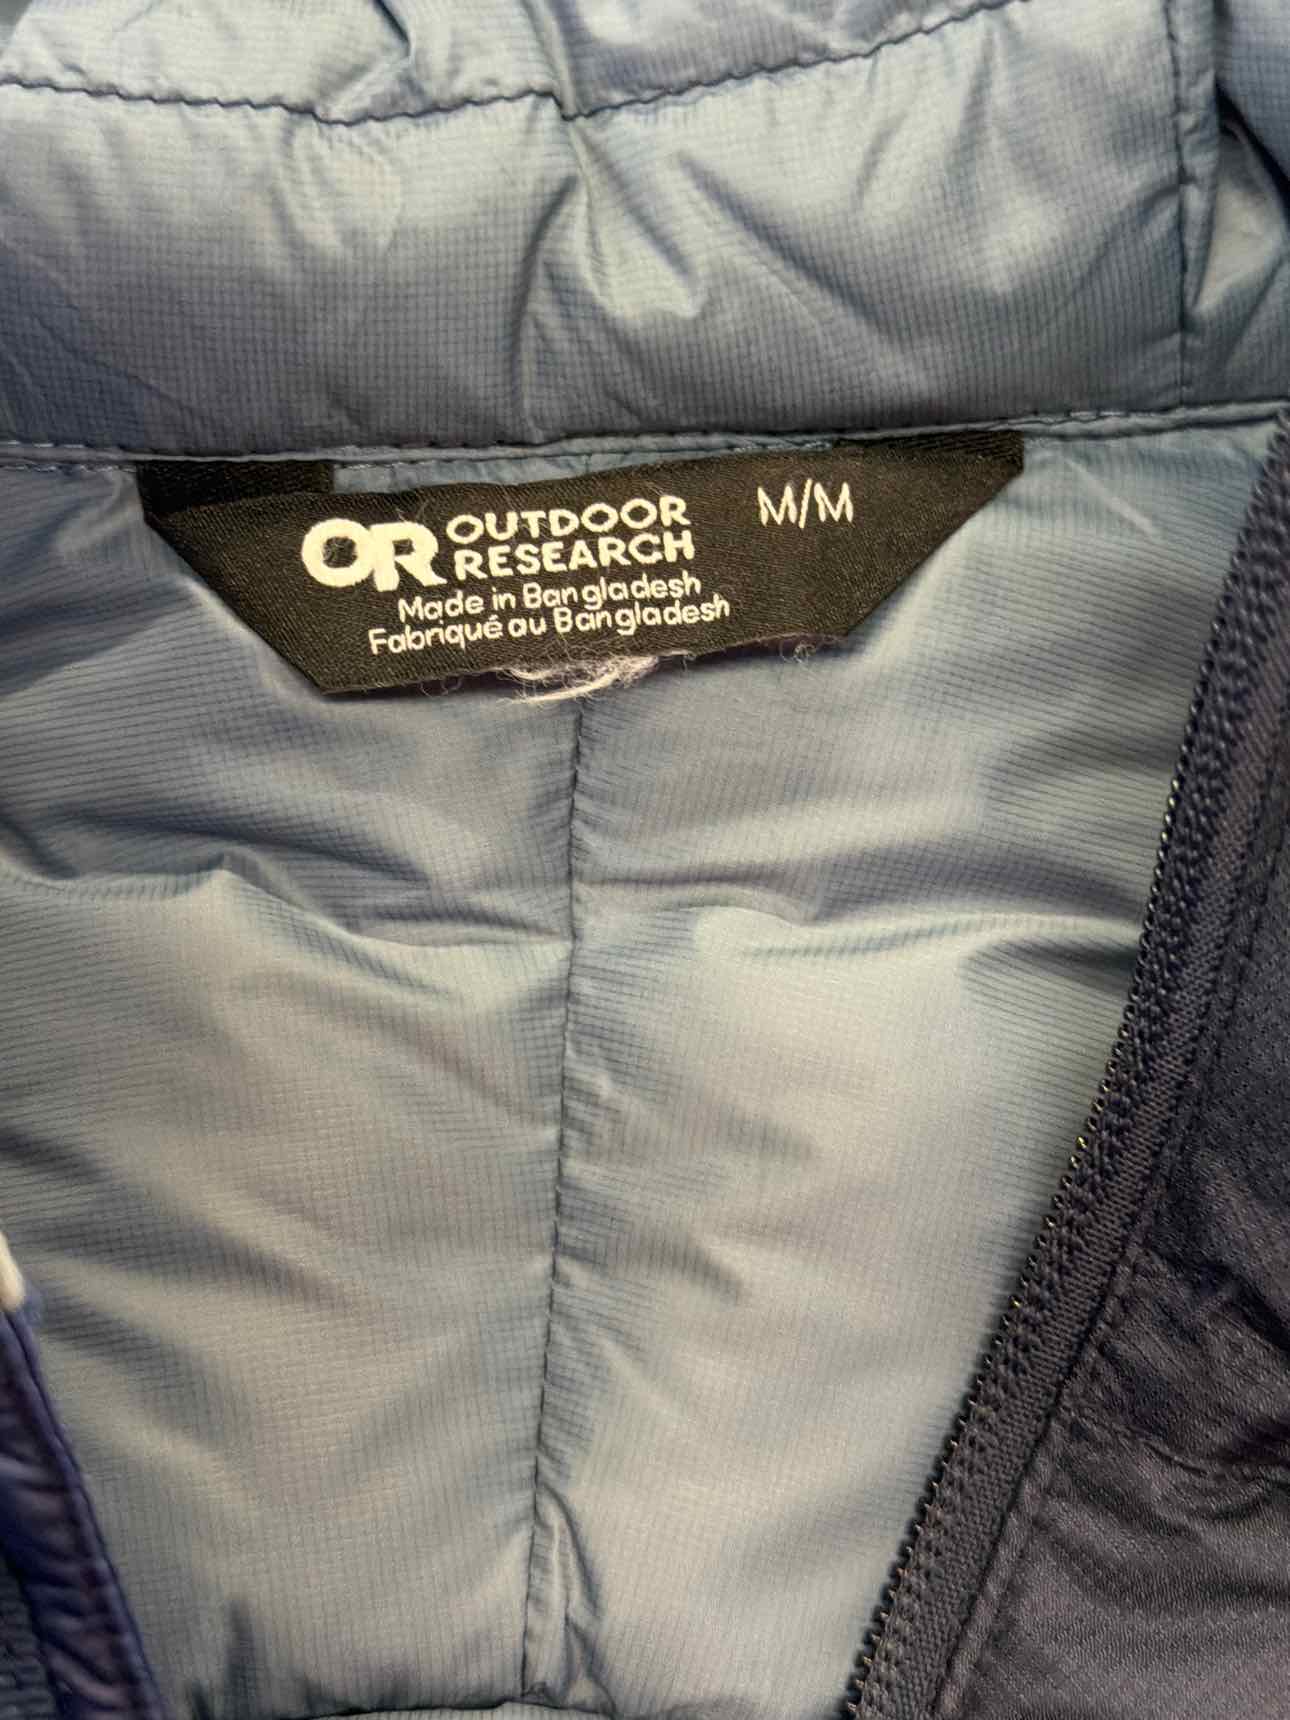 OR OUTDOOR RESEARCH
M/M
Made in Bangladesh
Fabriqué au Bangladesh